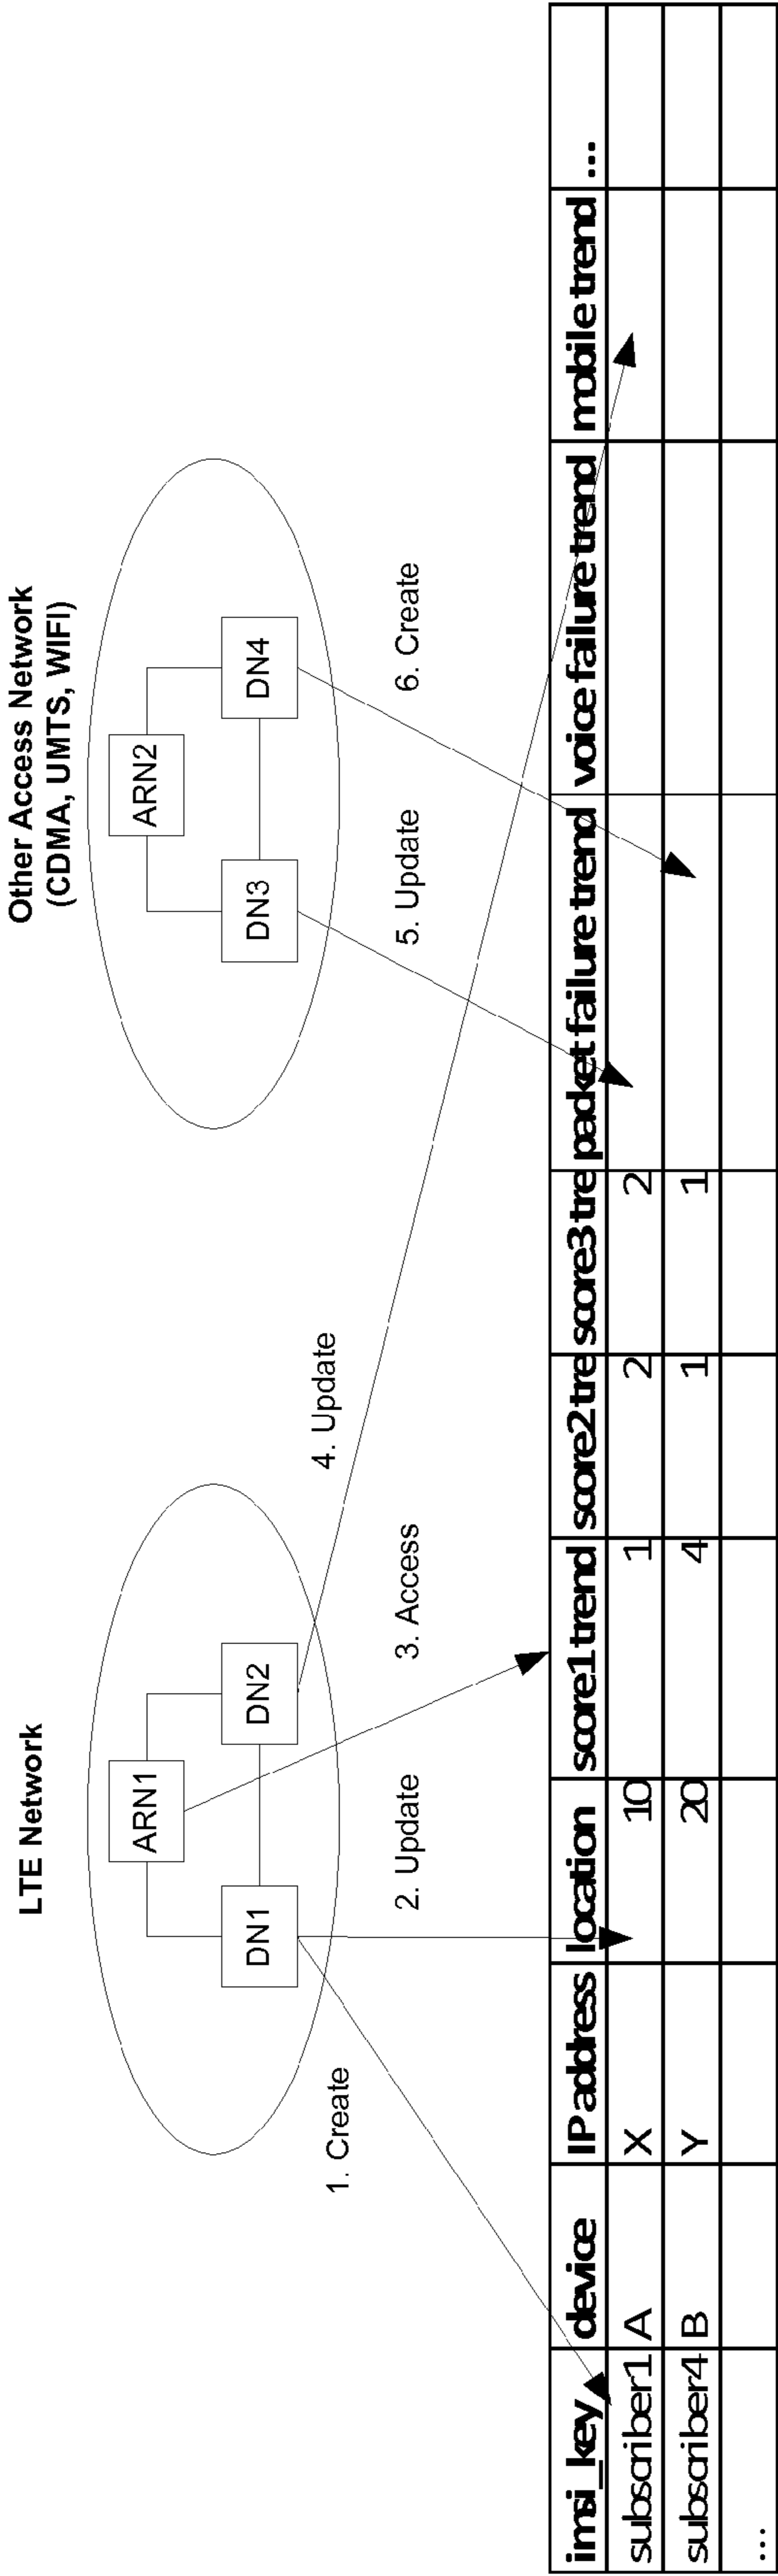 LTE Network
Other Access Network
(CDMA, UMTS, WIFI)
ARN1
ARN2
DN1
DN2
DN3
DN4
1. Create
2. Update
3. Access
4. Update
5. Update
6. Create
imsi_key device IP address location score1 trend score2 tre score3 tre packet failure trend voice failure trend mobile trend ...
subscriber1 A X 10 1 2 2
subscriber4 B Y 20 4 1 1
...